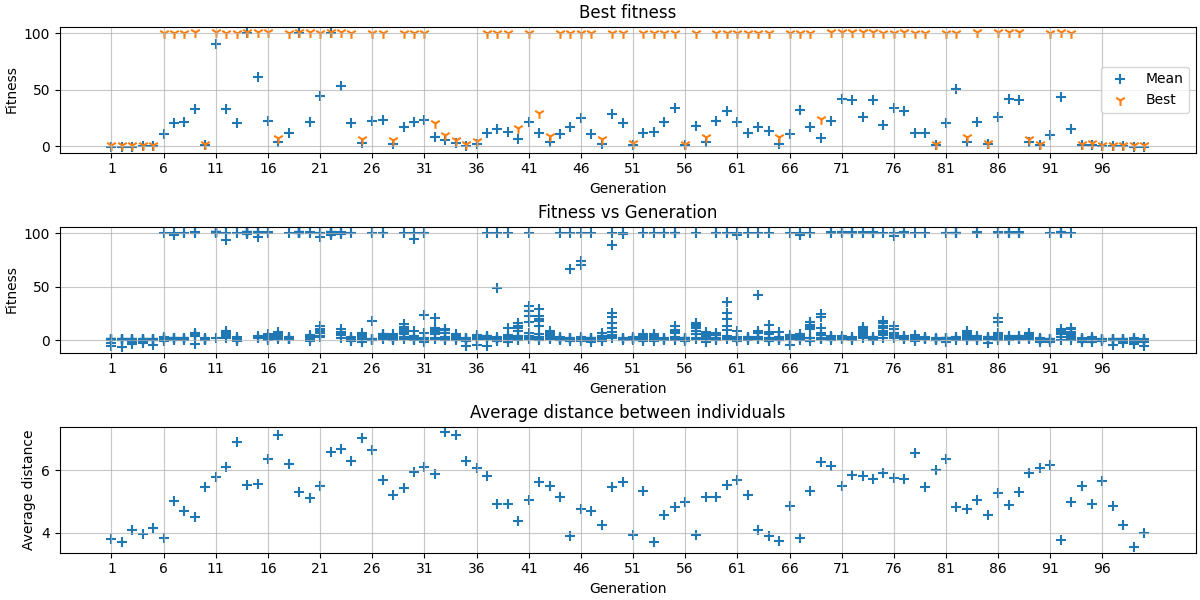 Best fitness
100
50
0
Fitness
Mean
Best
1 6 11 16 21 26 31 36 41 46 51 56 61 66 71 76 81 86 91 96
Generation
Fitness vs Generation
100
50
0
Fitness
1 6 11 16 21 26 31 36 41 46 51 56 61 66 71 76 81 86 91 96
Generation
Average distance between individuals
6
4
Average distance
1 6 11 16 21 26 31 36 41 46 51 56 61 66 71 76 81 86 91 96
Generation